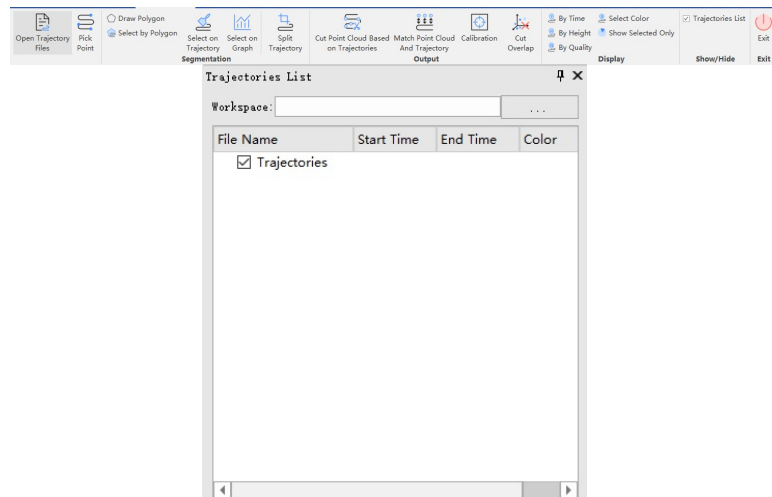 Open Trajectory Files
Pick Point
Draw Polygon
Select by Polygon
Select on Trajectory
Select on Graph
Split Trajectory
Segmentation
Cut Point Cloud Based on Trajectories
Match Point Cloud And Trajectory
Calibration
Cut Overlap
Output
By Time
By Height
By Quality
Select Color
Show Selected Only
Display
Trajectories List
Show/Hide
Exit
Exit
Trajectories List
Workspace:
...
File Name Start Time End Time Color
Trajectories